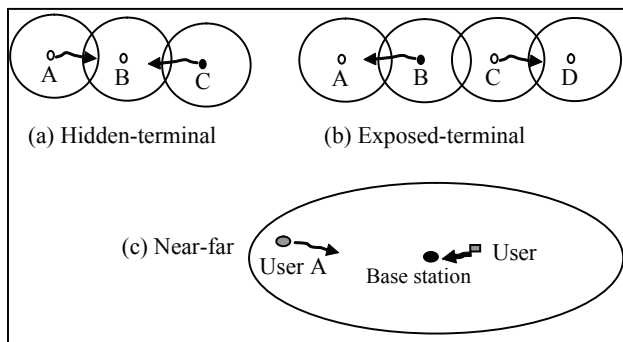 A B C
A B C D
(a) Hidden-terminal
(b) Exposed-terminal
(c) Near-far
User A
Base station
User